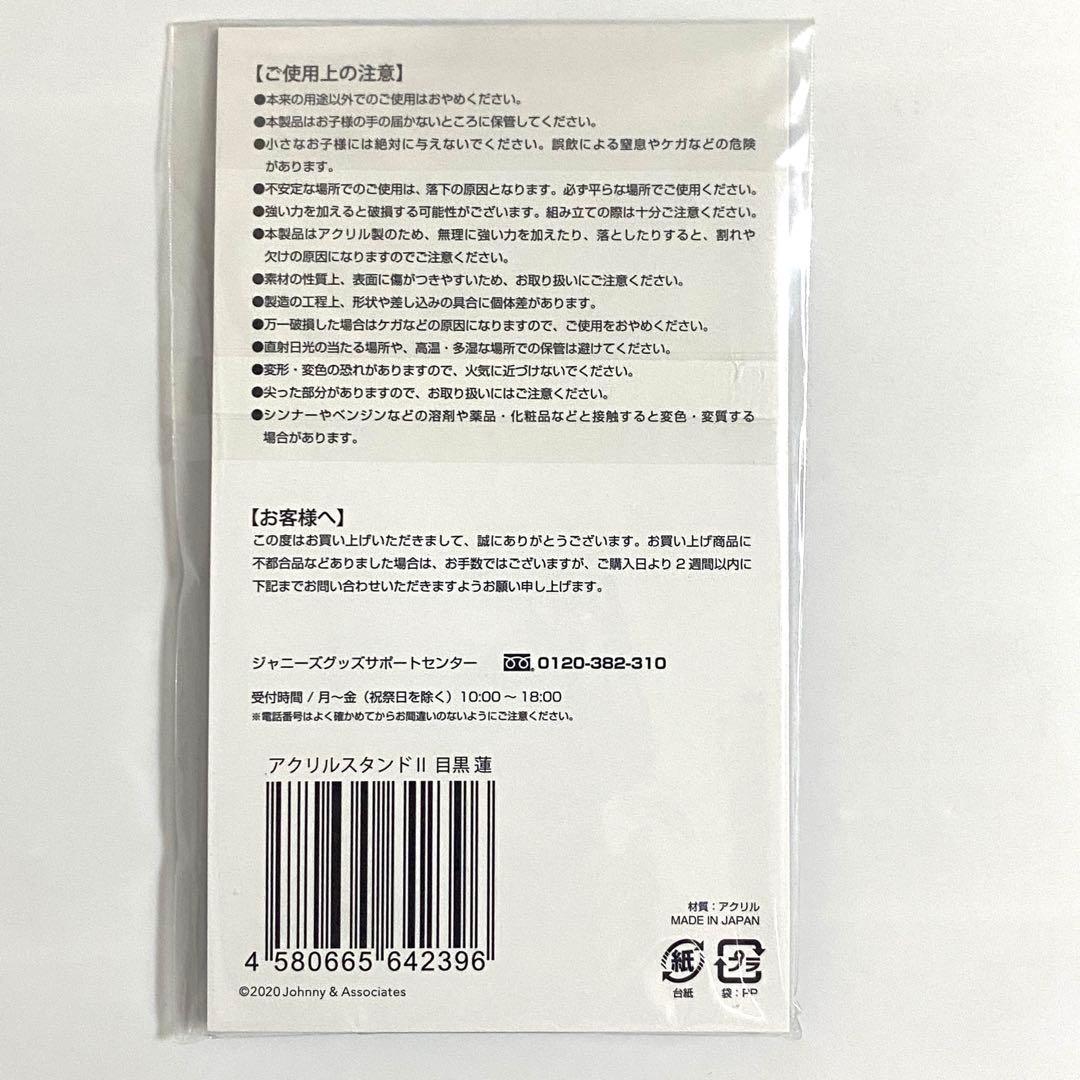 【ご使用上の注意】
●本来の用途以外でのご使用はおやめください。
●本製品はお子様の手の届かないところに保管してください。
●小さなお子様には絶対に与えないでください。誤飲による窒息やケガなどの危険
があります。
●不安定な場所でのご使用は、落下の原因となります。必ず平らな場所でご使用ください。
●強い力を加えると破損する可能性がございます。組み立ての際は十分ご注意ください。
●本製品はアクリル製のため、無理に強い力を加えたり、落としたりすると、割れや
欠けの原因になりますのでご注意ください。
●素材の性質上、表面に傷がつきやすいため、お取り扱いにご注意ください。
●製造の工程上、形状や差し込みの具合に個体差があります。
●万一破損した場合はケガなどの原因になりますので、ご使用をおやめください。
●直射日光の当たる場所や、高温・多湿な場所での保管は避けてください。
●変形・変色の恐れがありますので、火気に近づけないでください。
●尖った部分がありますので、お取り扱いにはご注意ください。
●シンナーやベンジンなどの溶剤や薬品・化粧品などと接触すると変色・変質する
場合があります。
【お客様へ】
この度はお買い上げいただきまして、誠にありがとうございます。お買い上げ商品に
不都合品などありました場合は、お手数ではございますが、ご購入日より2週間以内に
下記までお問い合わせいただきますようお願い申し上げます。
ジャニーズグッズサポートセンター 0120-382-310
受付時間 / 月〜金（祝祭日を除く）10:00〜18:00
※電話番号はよく確かめてからお間違いのないようにご注意ください。
アクリルスタンドⅡ 目黒 蓮
4 580665 642396
©2020 Johnny & Associates
材質：アクリル
MADE IN JAPAN
紙 プラ
台紙 袋：PP